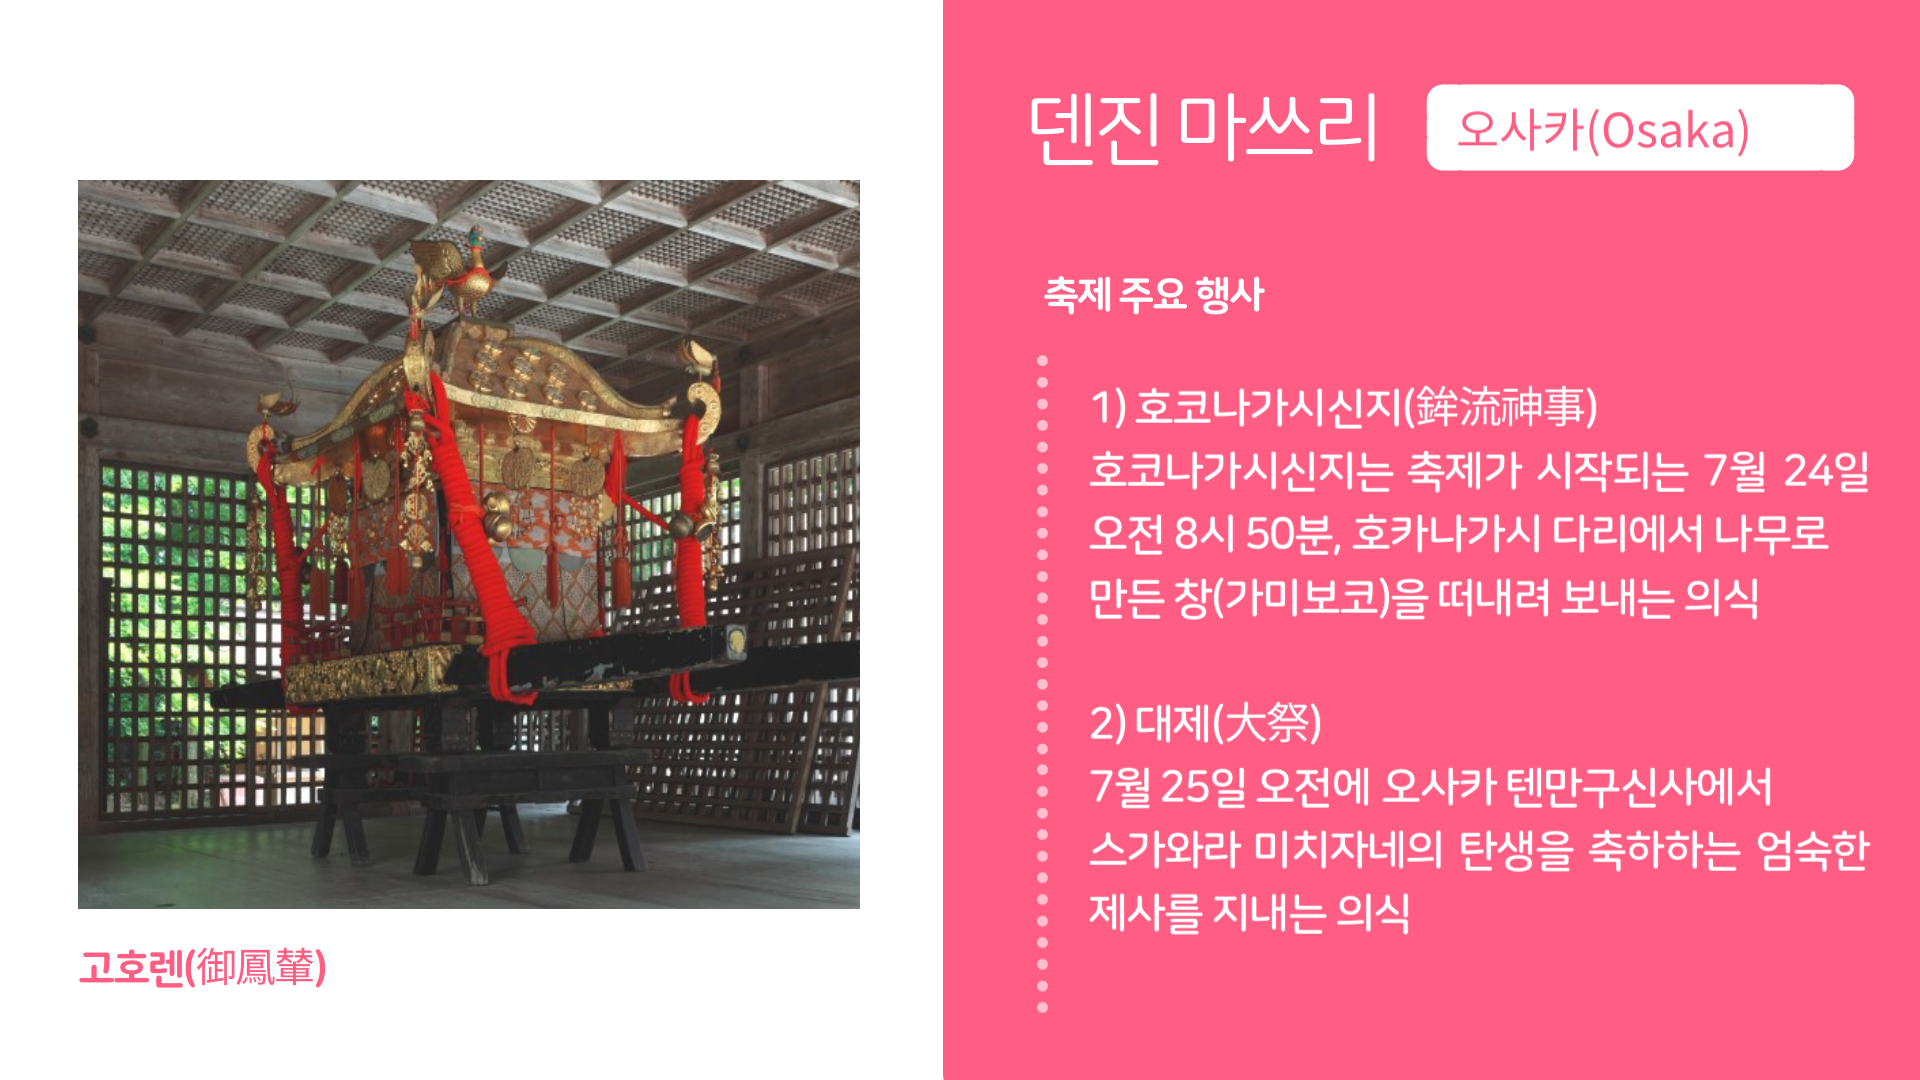 덴진 마쓰리
오사카(Osaka)
축제 주요 행사
1) 호코나가시신지(鉾流神事)
호코나가시신지는 축제가 시작되는 7월 24일
오전 8시 50분, 호카나가시 다리에서 나무로
만든 창(가미보코)을 떠내려 보내는 의식
2) 대제(大祭)
7월 25일 오전에 오사카 텐만구신사에서
스가와라 미치자네의 탄생을 축하하는 엄숙한
제사를 지내는 의식
고호렌(御鳳輦)